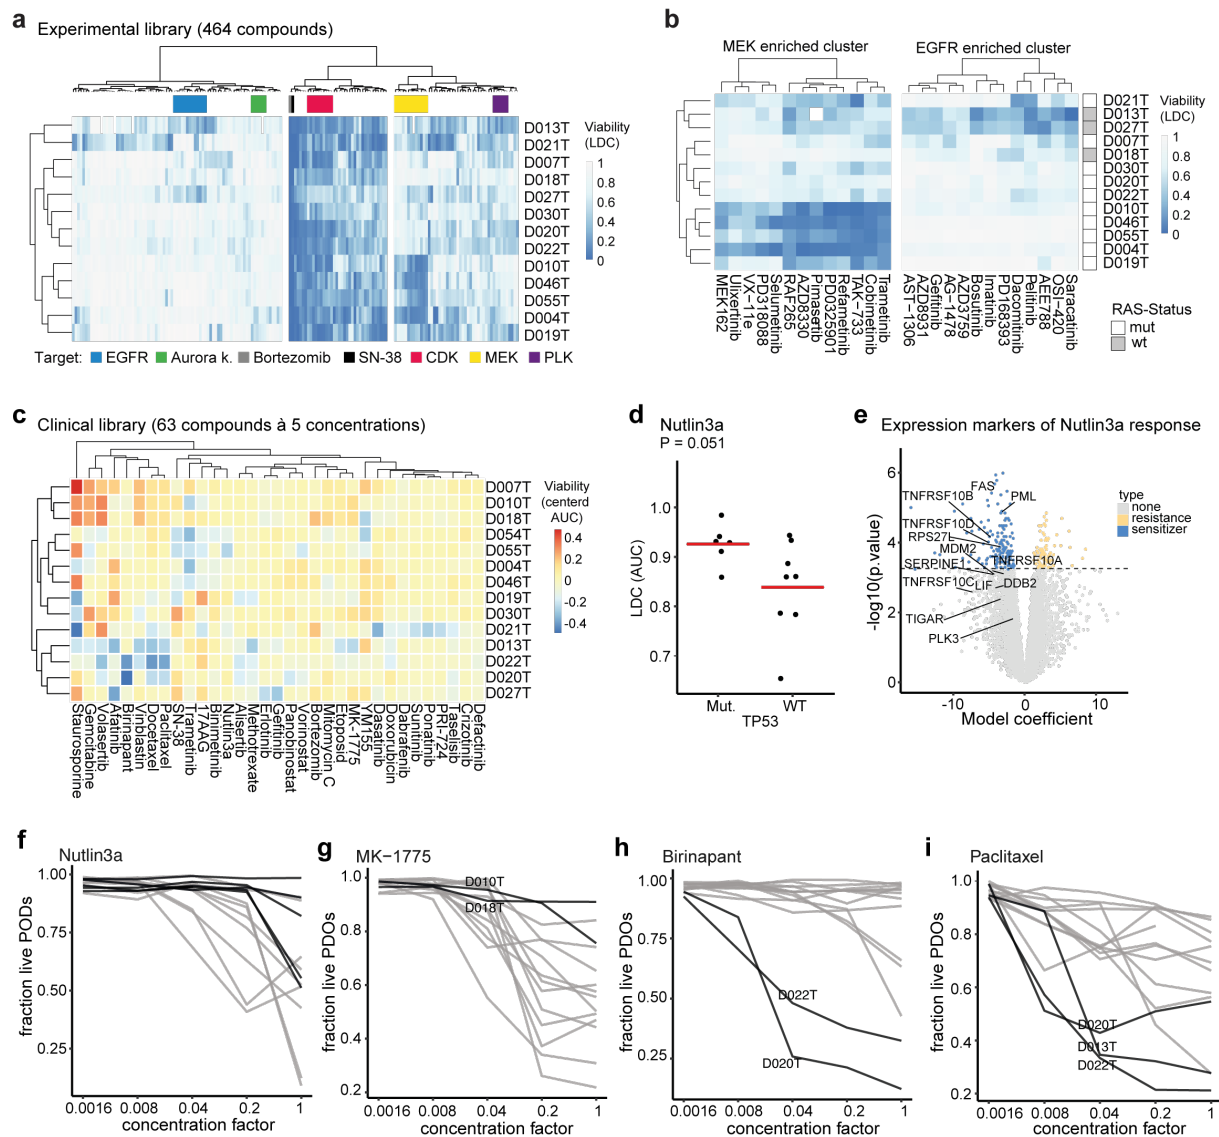 a
Experimental library (464 compounds)
D013T
D021T
D007T
D018T
D027T
D030T
D020T
D022T
D010T
D046T
D055T
D004T
D019T
Viability
(LDC)
1
0.8
0.6
0.4
0.2
0
Target: EGFR Aurora k. Bortezomib SN-38 CDK MEK PLK
b
MEK enriched cluster
EGFR enriched cluster
D021T
D013T
D027T
D007T
D018T
D030T
D020T
D022T
D010T
D046T
D055T
D004T
D019T
Viability
(LDC)
1
0.8
0.6
0.4
0.2
0
MEK162
Ulixertinib
VX-11e
PD318088
Selumetinib
RAF265
AZD8330
Pimasertib
PD0325901
Refametinib
TAK-733
Cobimetinib
Trametinib
AST-1306
AZD8931
Gefitinib
AG-1478
AZD3759
Bosutinib
Imatinib
PD168393
Dacomitinib
Pelitinib
AEE788
OSI-420
Saracatinib
RAS-Status
mut
wt
c
Clinical library (63 compounds à 5 concentrations)
D007T
D010T
D018T
D054T
D055T
D004T
D046T
D019T
D030T
D021T
D013T
D022T
D020T
D027T
Viability
(centerd
AUC)
0.4
0.2
0
-0.2
-0.4
Staurosporine
Gemcitabine
Volasertib
Afatinib
Birinapant
Vinblastin
Docetaxel
Paclitaxel
SN-38
Trametinib
17AAG
Binimetinib
Nutlin3a
Alisertib
Methotrexate
Erlotinib
Gefitinib
Panobinostat
Vorinostat
Bortezomib
Mitomycin C
Etoposid
MK-1775
YM155
Dasatinib
Doxorubicin
Dabrafenib
Sunitinib
Ponatinib
PRI-724
Taselisib
Crizotinib
Defactinib
d
Nutlin3a
P = 0.051
LDC (AUC)
1.0
0.9
0.8
0.7
Mut.
WT
TP53
e
Expression markers of Nutlin3a response
-log10(p.value)
6
4
2
0
FAS
TNFRSF10B
PML
TNFRSF10D
RPS27L
MDM2
SERPINE1
TNFRSF10A
TNFRSF10C
LIF
DDB2
TIGAR
PLK3
-10
0
10
Model coefficient
type
none
resistance
sensitizer
f
Nutlin3a
fraction live PODs
1.00
0.75
0.50
0.25
0.0016
0.008
0.04
0.2
1
concentration factor
g
MK−1775
fraction live PDOs
1.0
0.8
0.6
0.4
0.2
D010T
D018T
0.0016
0.008
0.04
0.2
1
concentration factor
h
Birinapant
fraction live PDOs
1.00
0.75
0.50
0.25
D022T
D020T
0.0016
0.008
0.04
0.2
1
concentration factor
i
Paclitaxel
fraction live PDOs
1.0
0.8
0.6
0.4
0.2
D020T
D013T
D022T
0.0016
0.008
0.04
0.2
1
concentration factor